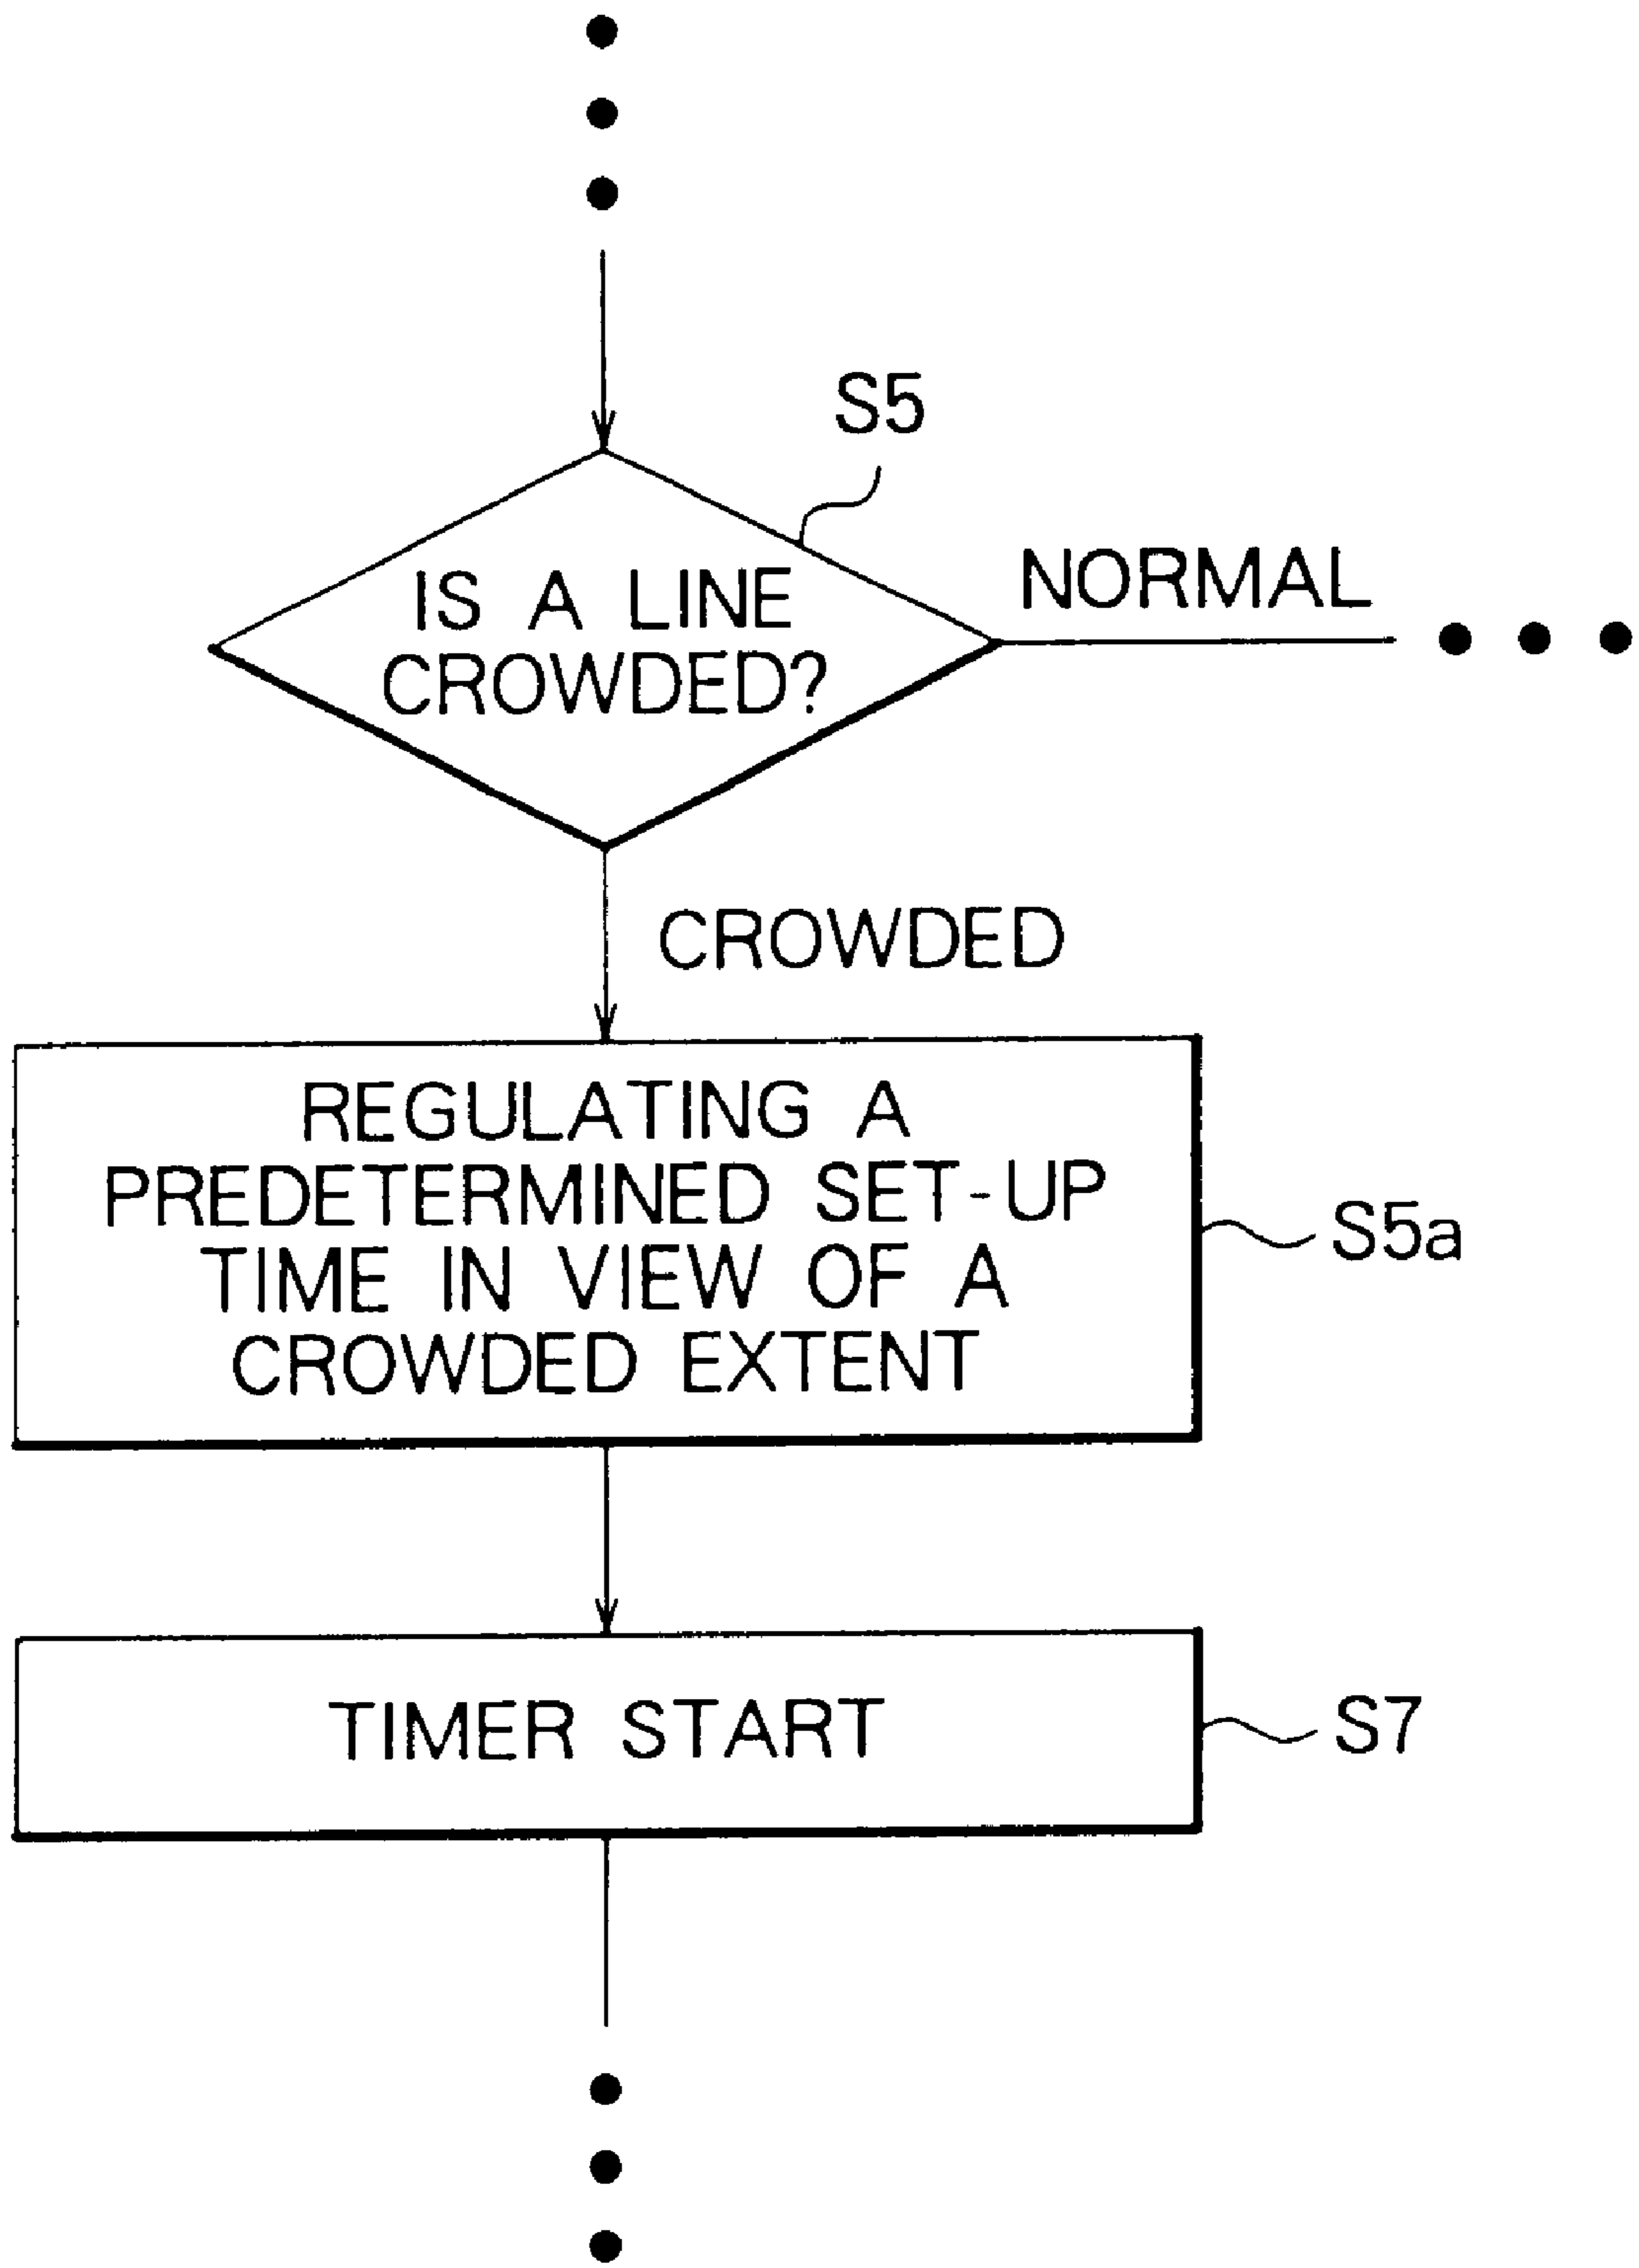 S5
IS A LINE
CROWDED?
NORMAL
CROWDED
REGULATING A
PREDETERMINED SET-UP
TIME IN VIEW OF A
CROWDED EXTENT
S5a
TIMER START
S7